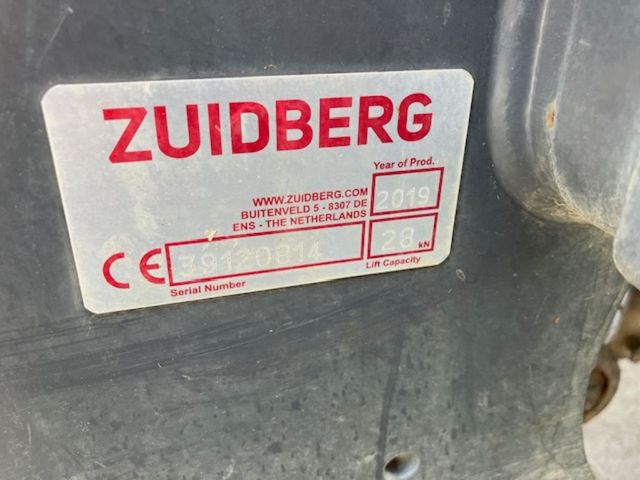 ZUIDBERG
Year of Prod.
WWW.ZUIDBERG.COM
2019
BUITENVELD 5 - 8307 DE
ENS - THE NETHERLANDS
CE 39120814
28 kN
Serial Number
Lift Capacity